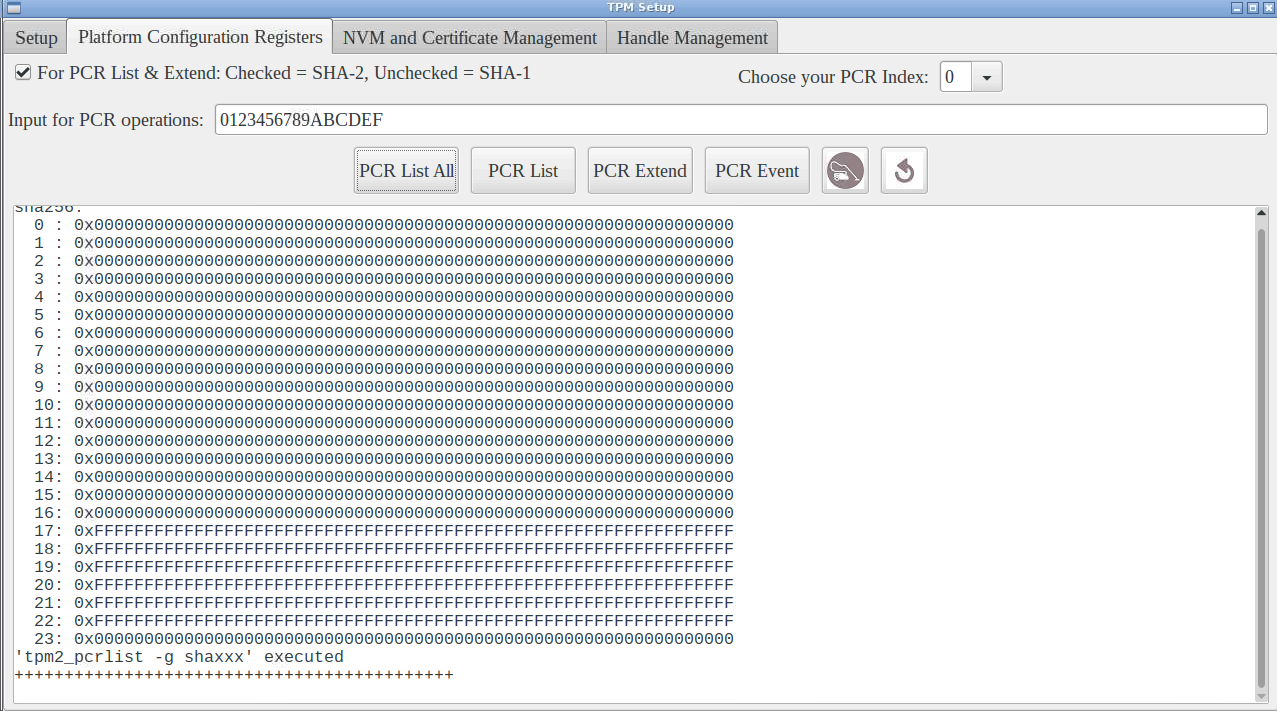 TPM Setup
Setup Platform Configuration Registers NVM and Certificate Management Handle Management
For PCR List & Extend: Checked = SHA-2, Unchecked = SHA-1 Choose your PCR Index: 0
Input for PCR operations: 0123456789ABCDEF
PCR List All PCR List PCR Extend PCR Event
sha256:
0 : 0x0000000000000000000000000000000000000000000000000000000000000000
1 : 0x0000000000000000000000000000000000000000000000000000000000000000
2 : 0x0000000000000000000000000000000000000000000000000000000000000000
3 : 0x0000000000000000000000000000000000000000000000000000000000000000
4 : 0x0000000000000000000000000000000000000000000000000000000000000000
5 : 0x0000000000000000000000000000000000000000000000000000000000000000
6 : 0x0000000000000000000000000000000000000000000000000000000000000000
7 : 0x0000000000000000000000000000000000000000000000000000000000000000
8 : 0x0000000000000000000000000000000000000000000000000000000000000000
9 : 0x0000000000000000000000000000000000000000000000000000000000000000
10: 0x0000000000000000000000000000000000000000000000000000000000000000
11: 0x0000000000000000000000000000000000000000000000000000000000000000
12: 0x0000000000000000000000000000000000000000000000000000000000000000
13: 0x0000000000000000000000000000000000000000000000000000000000000000
14: 0x0000000000000000000000000000000000000000000000000000000000000000
15: 0x0000000000000000000000000000000000000000000000000000000000000000
16: 0x0000000000000000000000000000000000000000000000000000000000000000
17: 0xFFFFFFFFFFFFFFFFFFFFFFFFFFFFFFFFFFFFFFFFFFFFFFFFFFFFFFFFFFFFFFFF
18: 0xFFFFFFFFFFFFFFFFFFFFFFFFFFFFFFFFFFFFFFFFFFFFFFFFFFFFFFFFFFFFFFFF
19: 0xFFFFFFFFFFFFFFFFFFFFFFFFFFFFFFFFFFFFFFFFFFFFFFFFFFFFFFFFFFFFFFFF
20: 0xFFFFFFFFFFFFFFFFFFFFFFFFFFFFFFFFFFFFFFFFFFFFFFFFFFFFFFFFFFFFFFFF
21: 0xFFFFFFFFFFFFFFFFFFFFFFFFFFFFFFFFFFFFFFFFFFFFFFFFFFFFFFFFFFFFFFFF
22: 0xFFFFFFFFFFFFFFFFFFFFFFFFFFFFFFFFFFFFFFFFFFFFFFFFFFFFFFFFFFFFFFFF
23: 0x0000000000000000000000000000000000000000000000000000000000000000
'tpm2_pcrlist -g shaxxx' executed
++++++++++++++++++++++++++++++++++++++++++++